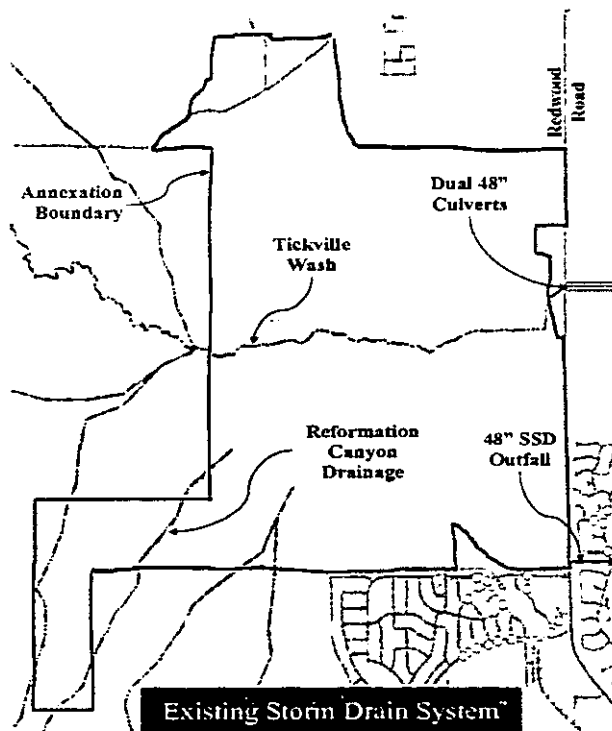 Redwood
Road
Annexation
Boundary
Dual 48"
Culverts
Tickville
Wash
Reformation
Canyon
Drainage
48" SSD
Outfall
Existing Storm Drain System"